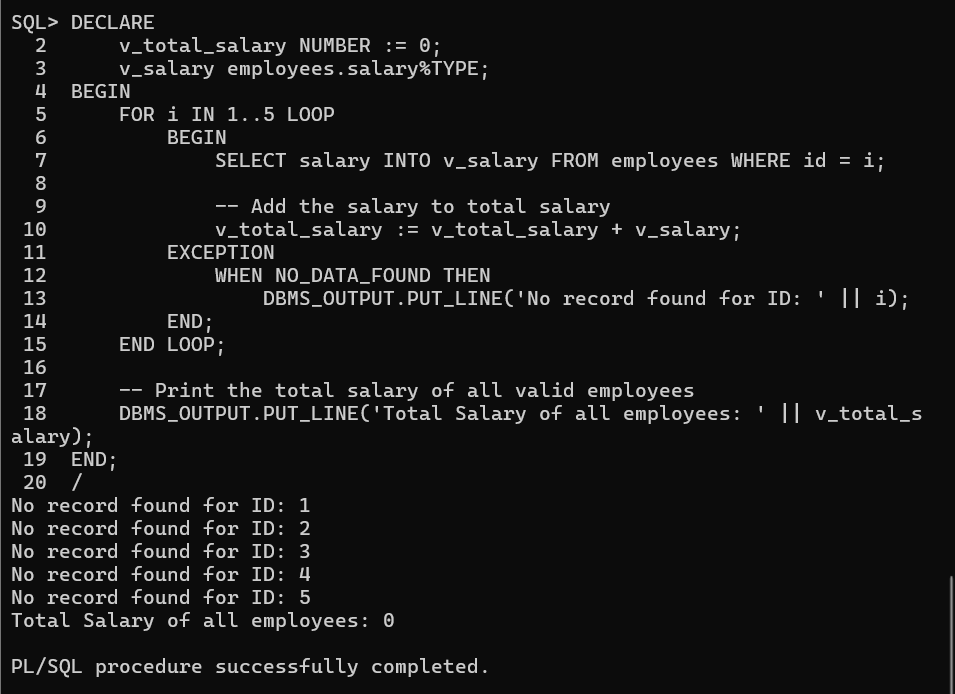 SQL> DECLARE
  2      v_total_salary NUMBER := 0;
  3      v_salary employees.salary%TYPE;
  4  BEGIN
  5      FOR i IN 1..5 LOOP
  6          BEGIN
  7              SELECT salary INTO v_salary FROM employees WHERE id = i;
  8
  9              -- Add the salary to total salary
 10              v_total_salary := v_total_salary + v_salary;
 11          EXCEPTION
 12              WHEN NO_DATA_FOUND THEN
 13                  DBMS_OUTPUT.PUT_LINE('No record found for ID: ' || i);
 14          END;
 15      END LOOP;
 16
 17      -- Print the total salary of all valid employees
 18      DBMS_OUTPUT.PUT_LINE('Total Salary of all employees: ' || v_total_s
alary);
 19  END;
 20  /
No record found for ID: 1
No record found for ID: 2
No record found for ID: 3
No record found for ID: 4
No record found for ID: 5
Total Salary of all employees: 0

PL/SQL procedure successfully completed.